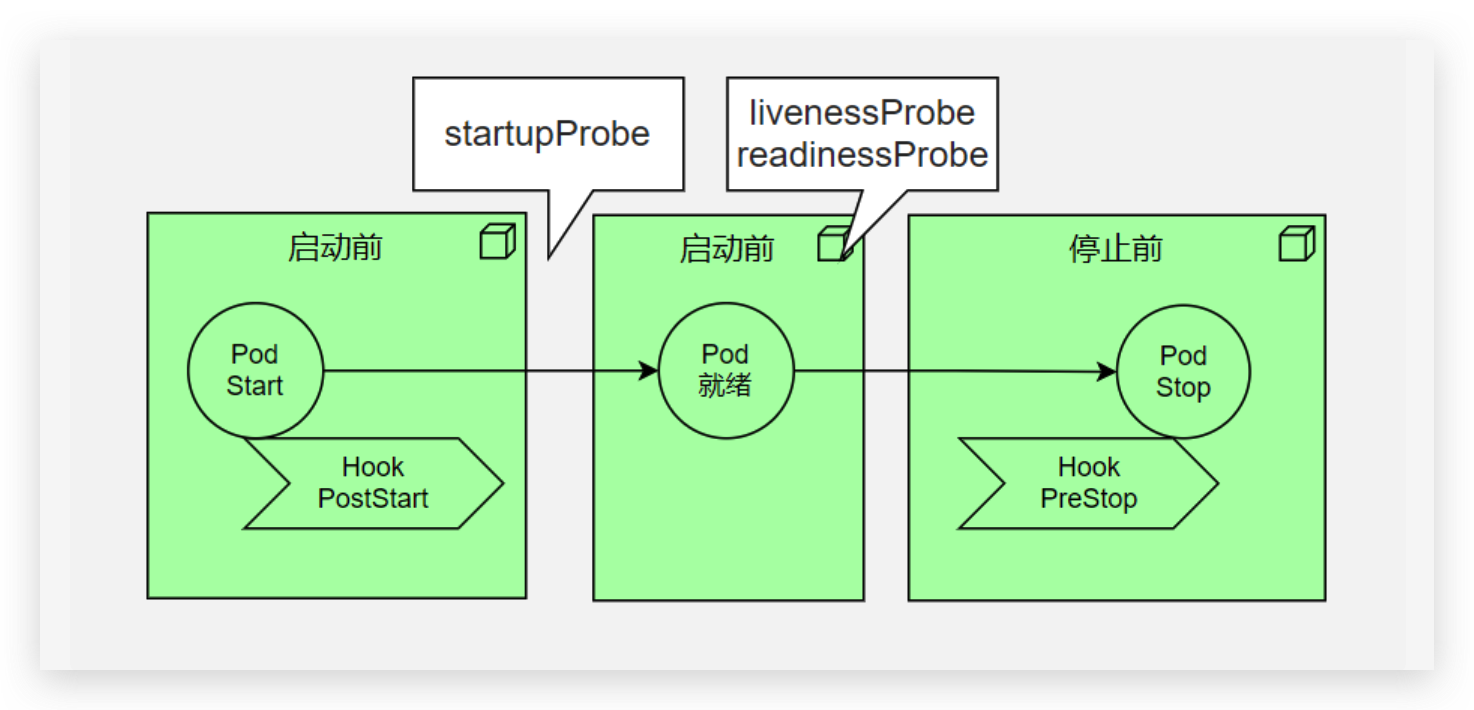 startupProbe
livenessProbe
readinessProbe
启动前
启动前
停止前
Pod
Start
Pod
就绪
Pod
Stop
Hook
PostStart
Hook
PreStop